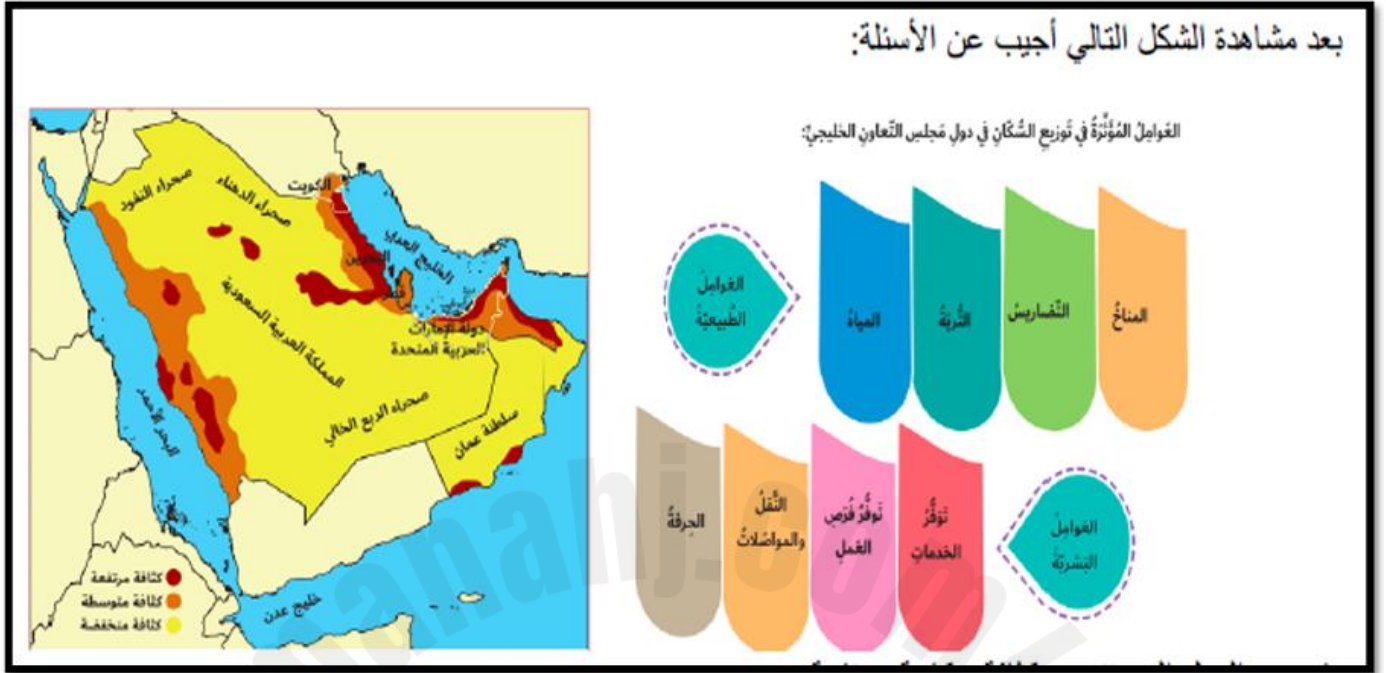 بعد مشاهدة الشكل التالي أجيب عن الأسئلة:
العَوامِلُ المُؤَثِّرَةُ في تَوزيعِ السُّكّانِ في دولِ مَجلِسِ التَّعاونِ الخليجيِّ:
العَوامِلُ
الطَّبيعيّةُ
المناخُ
التَّضاريسُ
التُّربَةُ
المياهُ
العَوامِلُ
البَشَريّةُ
تَوَفُّرُ
الخدماتِ
تَوَفُّرُ فُرَصِ
العَملِ
النَّقلُ
والمواصَلاتُ
الحِرفةُ
صحراء النفود
صحراء الدهناء
الكويت
الخليج العربي
البحرين
قطر
دولة الإمارات
العربية المتحدة
المملكة العربية السعودية
صحراء الربع الخالي
سلطنة عمان
البحر الأحمر
خليج عدن
كثافة مرتفعة
كثافة متوسطة
كثافة منخفضة